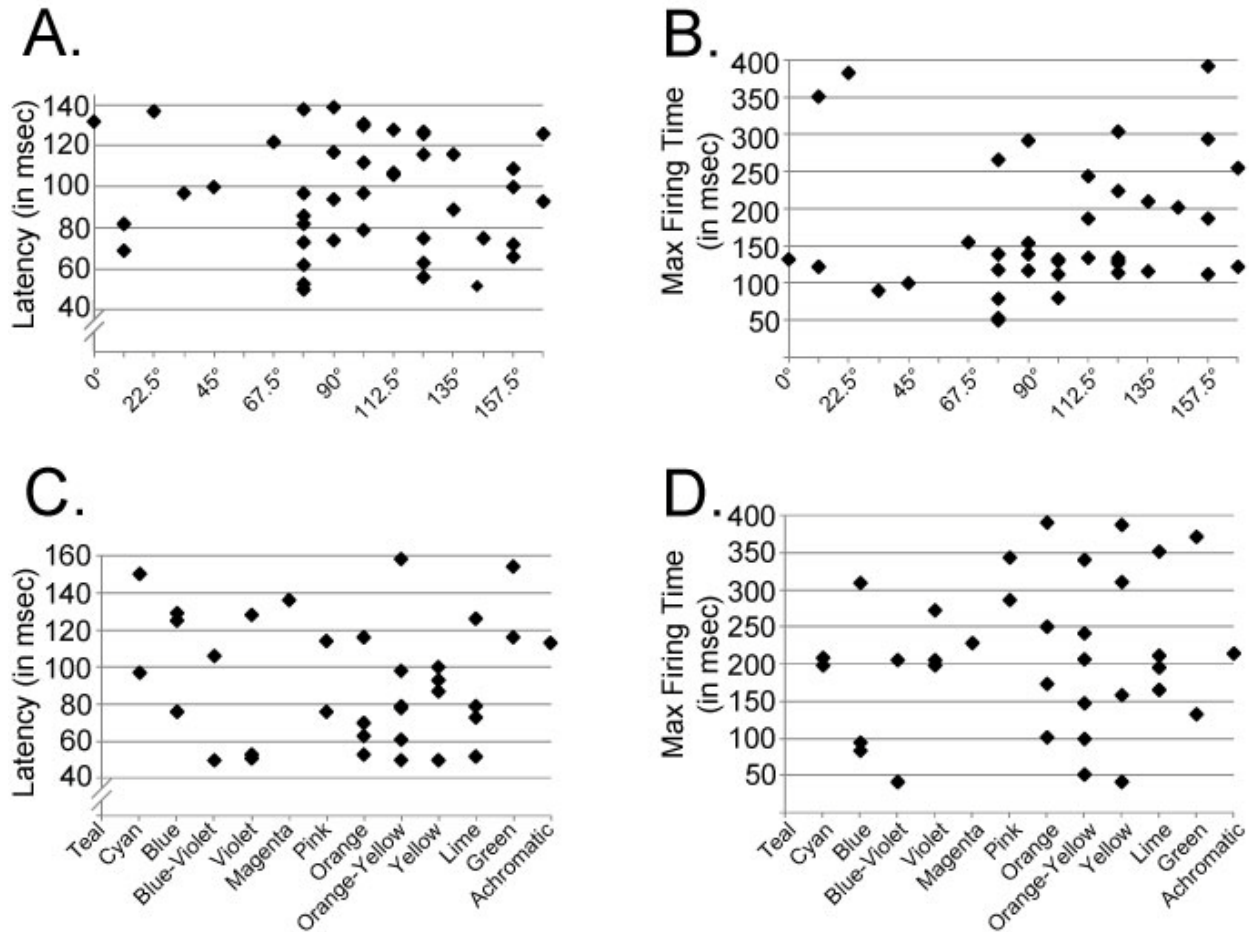 A.
Latency (in msec)
140
120
100
80
60
40
0°
22.5°
45°
67.5°
90°
112.5°
135°
157.5°
B.
Max Firing Time
(in msec)
400
350
300
250
200
150
100
50
0°
22.5°
45°
67.5°
90°
112.5°
135°
157.5°
C.
Latency (in msec)
160
140
120
100
80
60
40
Teal
Cyan
Blue
Blue-Violet
Violet
Magenta
Pink
Orange
Orange-Yellow
Yellow
Lime
Green
Achromatic
D.
Max Firing Time
(in msec)
400
350
300
250
200
150
100
50
Teal
Cyan
Blue
Blue-Violet
Violet
Magenta
Pink
Orange
Orange-Yellow
Yellow
Lime
Green
Achromatic